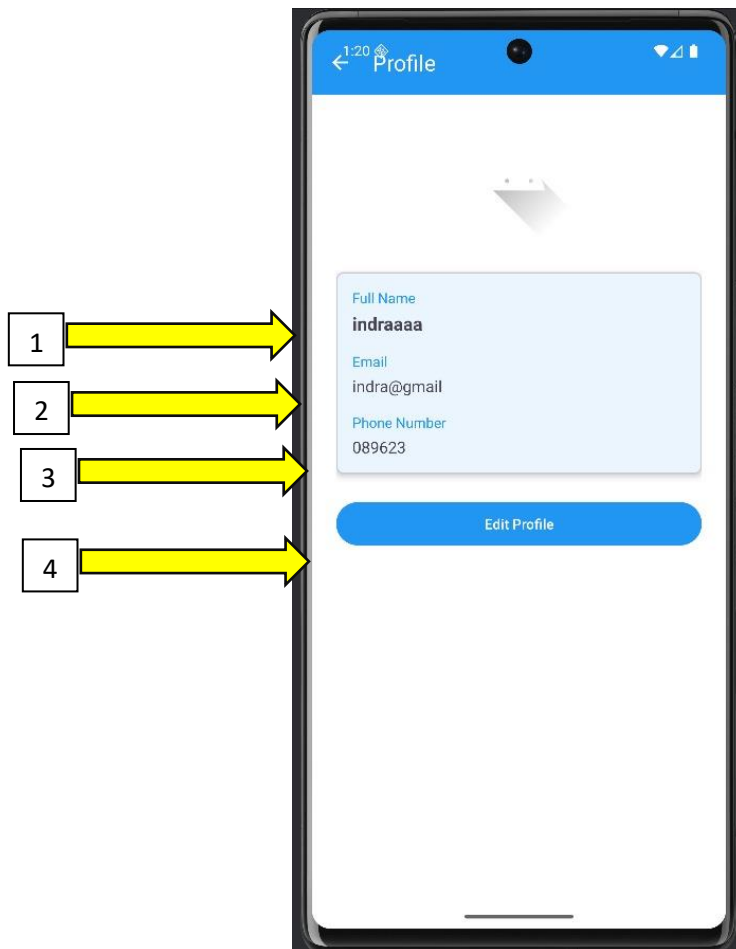 1:20
Profile
Full Name
indraaaa
1
Email
indra@gmail
2
Phone Number
089623
3
Edit Profile
4